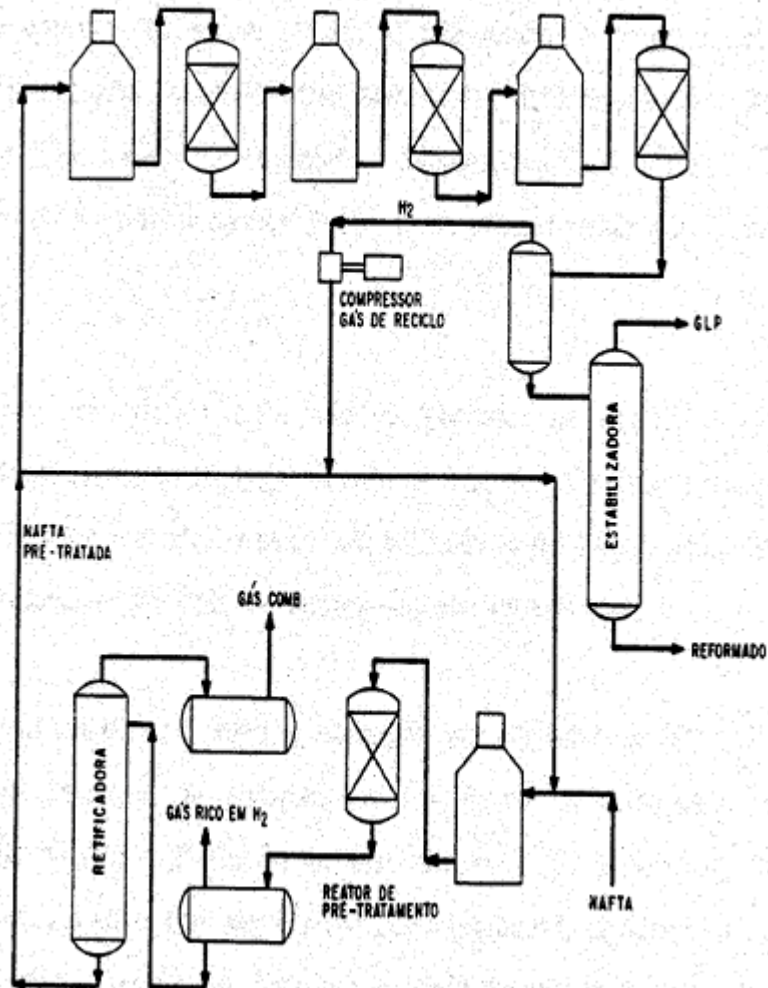 H2
COMPRESSOR
GÁS DE RECICLO
GLP
ESTABILIZADORA
NAFTA
PRÉ-TRATADA
GÁS COMB.
REFORMADO
RETIFICADORA
GÁS RICO EM H2
REATOR DE
PRÉ-TRATAMENTO
NAFTA